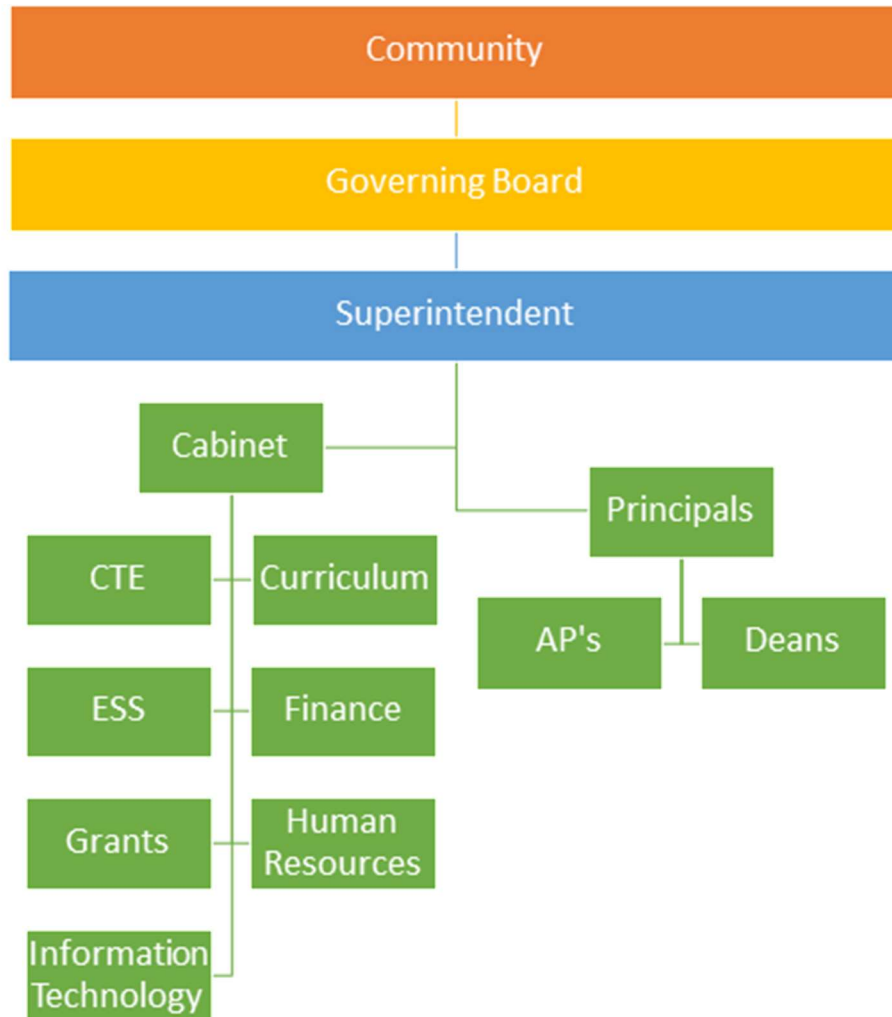 Community
Governing Board
Superintendent
Cabinet
Principals
CTE
Curriculum
AP's
Deans
ESS
Finance
Grants
Human
Resources
Information
Technology